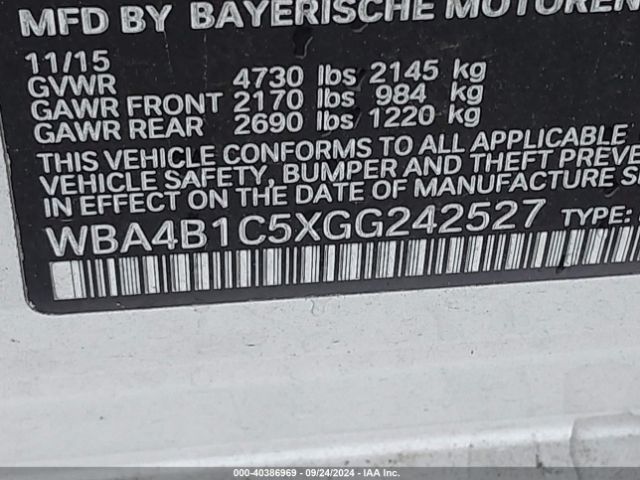 MFD BY BAYERISCHE MOTOREN
11/15
GVWR 4730 lbs 2145 kg
GAWR FRONT 2170 lbs 984 kg
GAWR REAR 2690 lbs 1220 kg
THIS VEHICLE CONFORMS TO ALL APPLICABLE
VEHICLE SAFETY, BUMPER AND THEFT PREVE
EFFECT ON THE DATE OF MANUFACTURE S
WBA4B1C5XGG242527 TYPE:
000-40386969 / 09/24/2024 / IAA Inc.